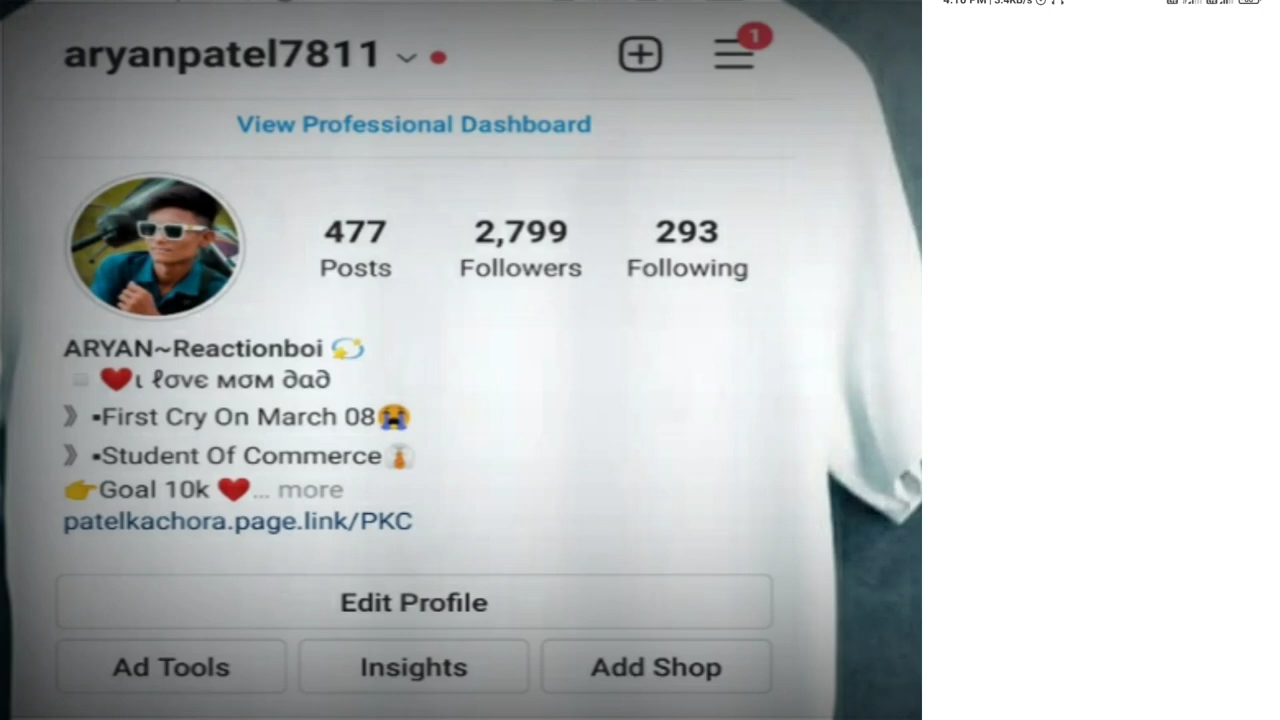 aryanpatel7811
1
View Professional Dashboard
477 2,799 293
Posts Followers Following
ARYAN~Reactionboi 💫
▫️ ❤️ι ℓσνє мσм ∂α∂
》▪️First Cry On March 08😭
》▪️Student Of Commerce👔
👉Goal 10k ❤️... more
patelkachora.page.link/PKC
Edit Profile
Ad Tools Insights Add Shop